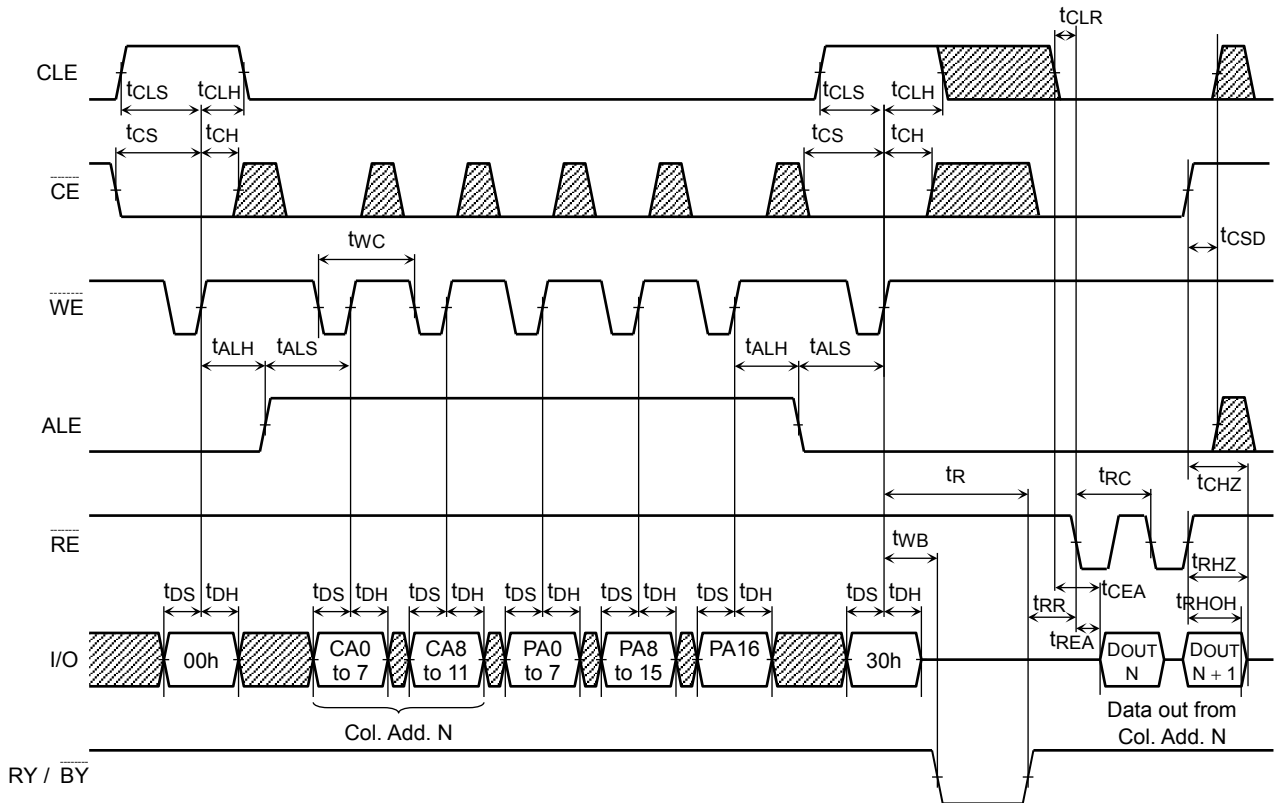 tCLR
CLE
tCLS tCLH tCLS tCLH
tCS tCH tCS tCH
CE
tWC tCSD
WE
tALH tALS tALH tALS
ALE
tR tRC tCHZ
RE
tWB tRHZ
tDS tDH tDS tDH tDS tDH tDS tDH tDS tDH tDS tDH tDS tDH tCEA
tRR tRHOH
tREA
I/O 00h CA0 to 7 CA8 to 11 PA0 to 7 PA8 to 15 PA16 30h DOUT N DOUT N + 1
Col. Add. N
Data out from
Col. Add. N
RY / BY